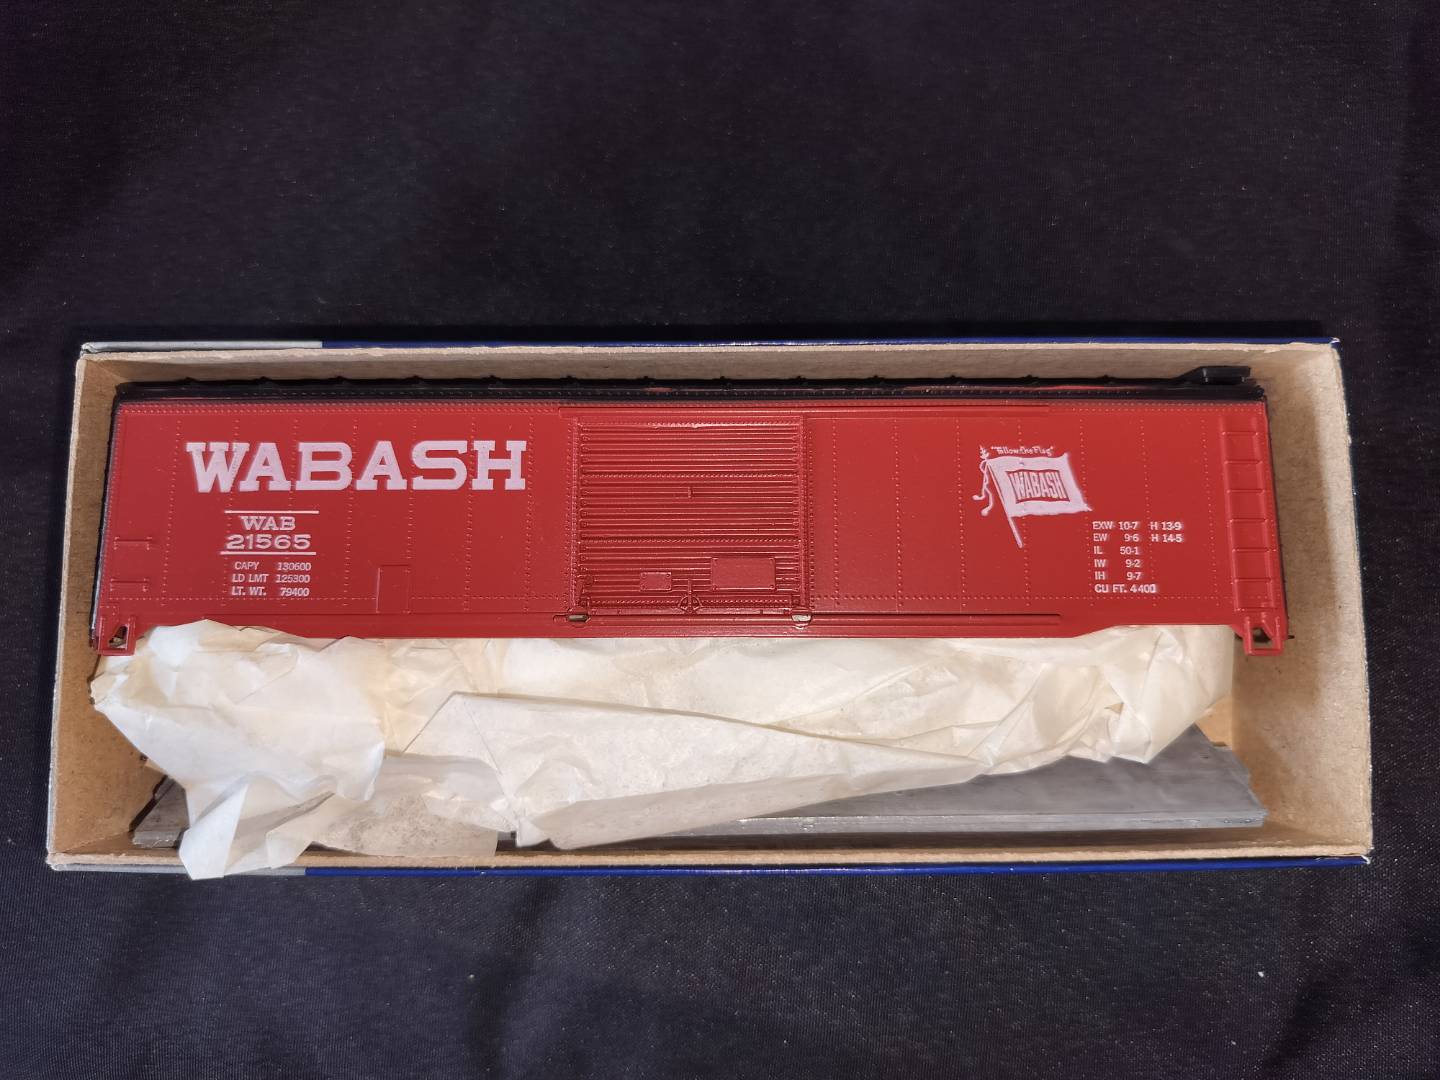 WABASH
WAB
21565
CAPY 130600
LD LMT 125300
LT. WT. 79400
"Follow the Flag"
WABASH
EXW 10-7 H 13-9
EW 9-6 H 14-5
IL 50-1
IW 9-2
IH 9-7
CU FT. 4400